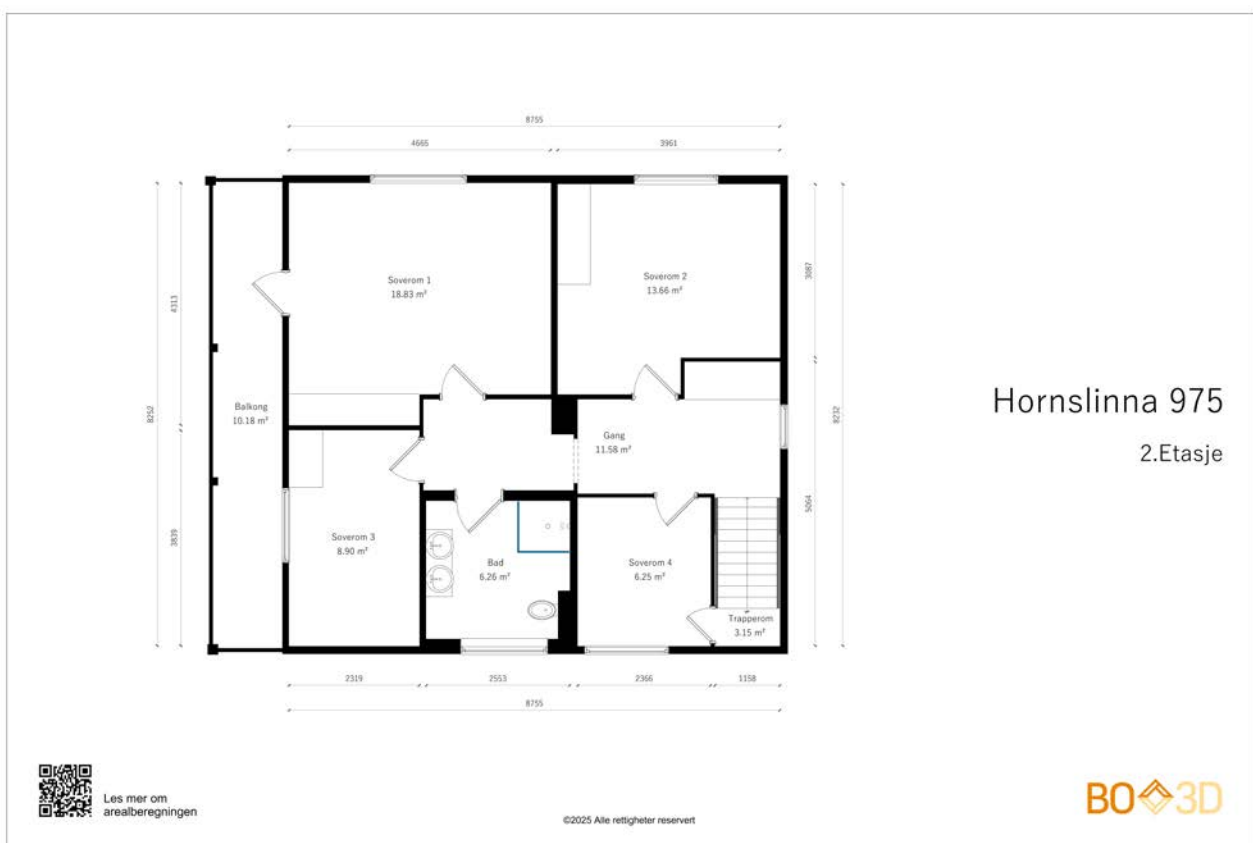 8755
4665
3961
4313
8252
3839
3087
8232
5064
Soverom 1
18.83 m²
Soverom 2
13.66 m²
Balkong
10.18 m²
Gang
11.58 m²
Soverom 3
8.90 m²
Bad
6.26 m²
Soverom 4
6.25 m²
Trapperom
3.15 m²
2319
2553
2366
1158
8755
Hornslinna 975
2.Etasje
Les mer om
arealberegningen
©2025 Alle rettigheter reservert
BO 3D